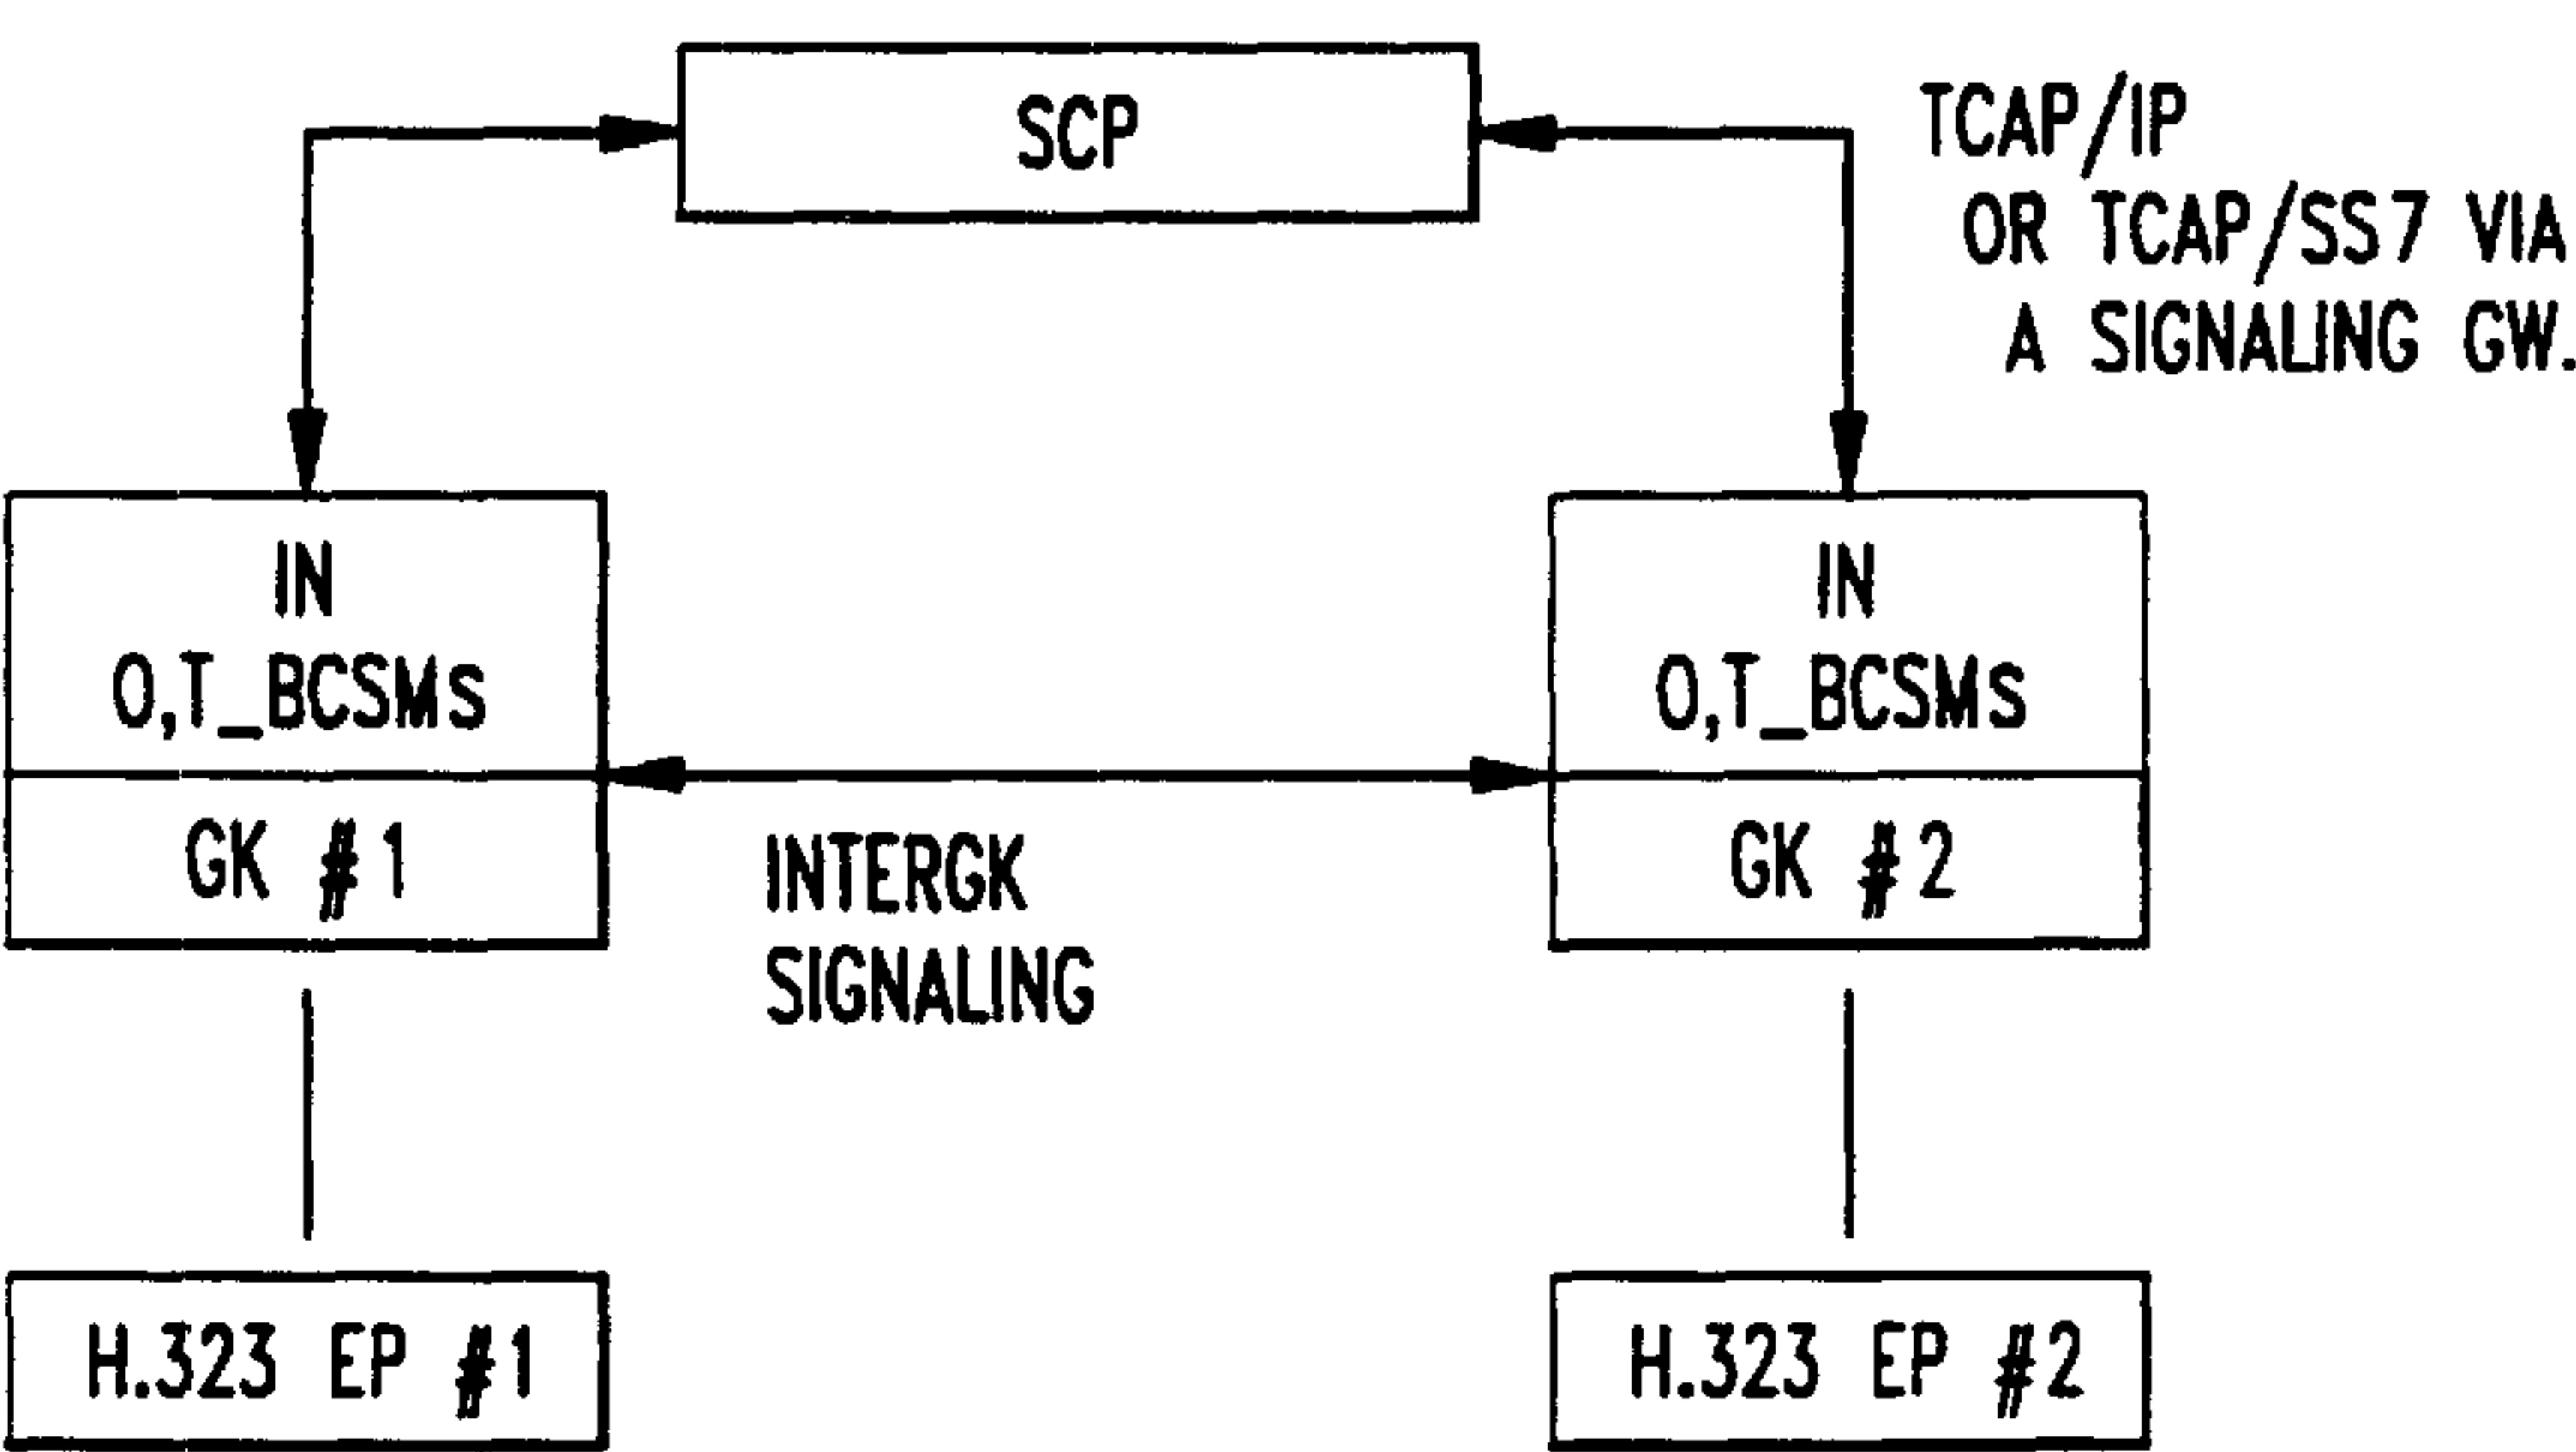 SCP
TCAP/IP
OR TCAP/SS7 VIA
A SIGNALING GW.
IN
O,T_BCSMs
GK #1
IN
O,T_BCSMs
GK #2
INTERGK
SIGNALING
H.323 EP #1
H.323 EP #2